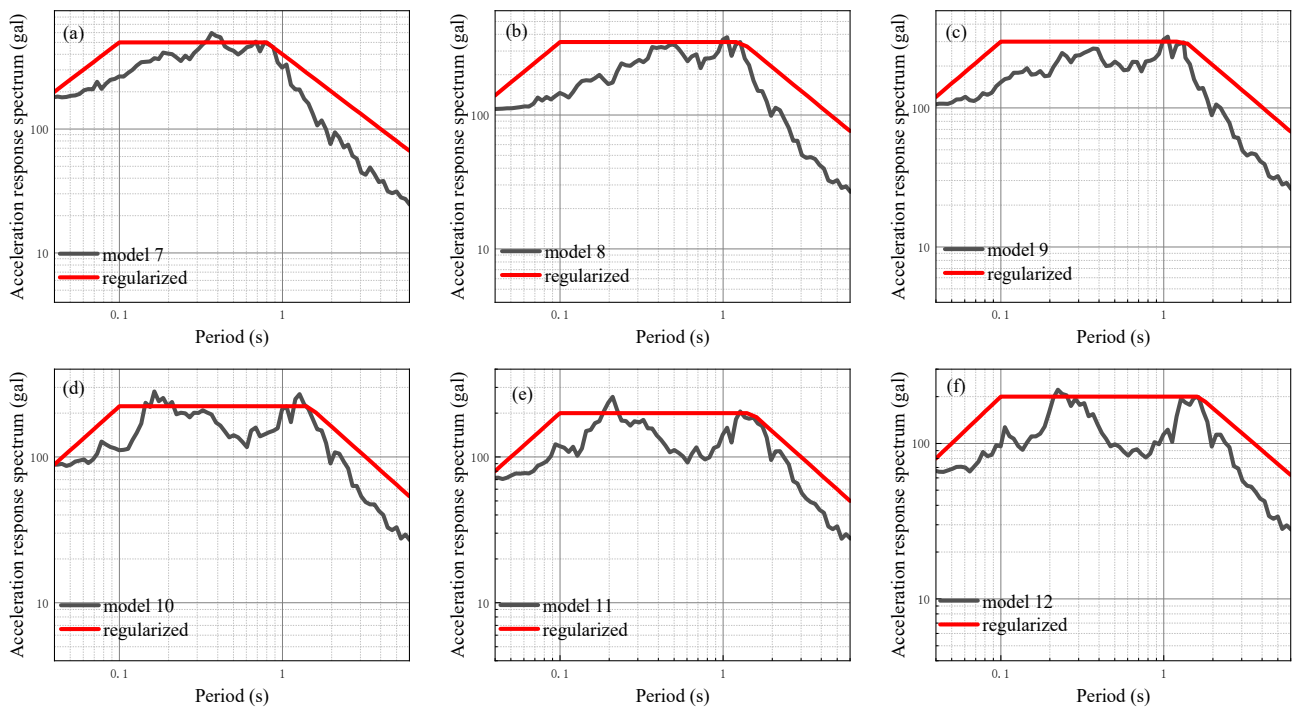 (a)
Acceleration response spectrum (gal)
100
10
model 7
regularized
0.1
1
Period (s)
(b)
Acceleration response spectrum (gal)
100
10
model 8
regularized
0.1
1
Period (s)
(c)
Acceleration response spectrum (gal)
100
10
model 9
regularized
0.1
1
Period (s)
(d)
Acceleration response spectrum (gal)
100
10
model 10
regularized
0.1
1
Period (s)
(e)
Acceleration response spectrum (gal)
100
10
model 11
regularized
0.1
1
Period (s)
(f)
Acceleration response spectrum (gal)
100
10
model 12
regularized
0.1
1
Period (s)